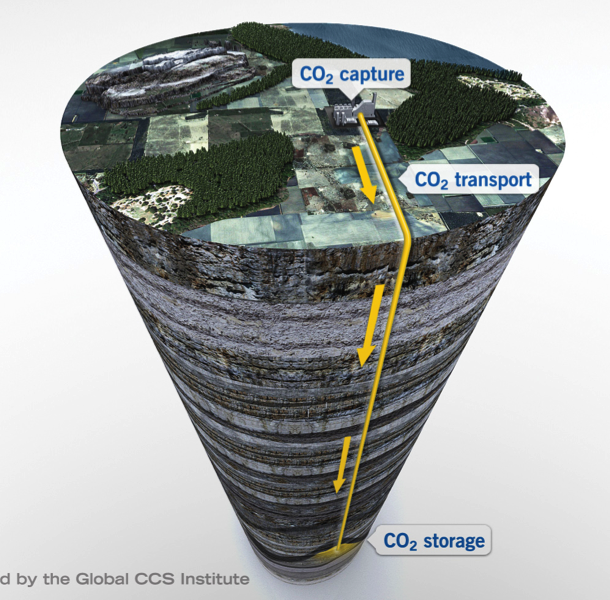 CO₂ capture
CO₂ transport
CO₂ storage
d by the Global CCS Institute